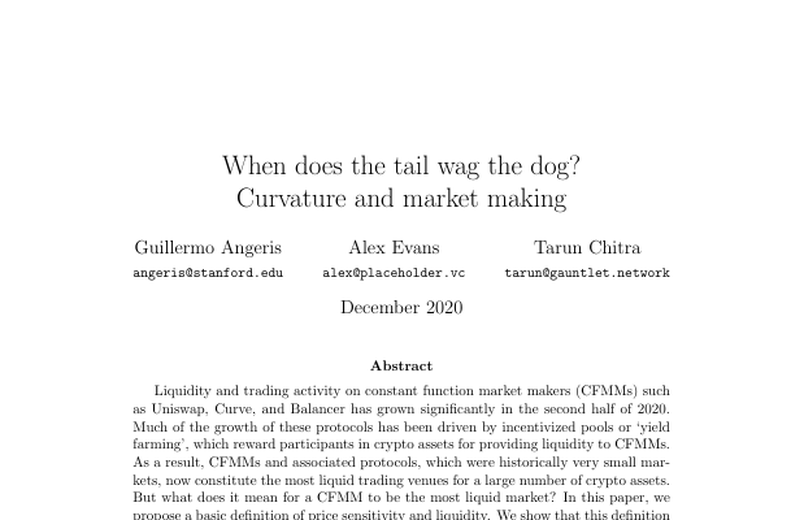 When does the tail wag the dog?
Curvature and market making
Guillermo Angeris Alex Evans Tarun Chitra
angeris@stanford.edu alex@placeholder.vc tarun@gauntlet.network
December 2020
Abstract
Liquidity and trading activity on constant function market makers (CFMMs) such
as Uniswap, Curve, and Balancer has grown significantly in the second half of 2020.
Much of the growth of these protocols has been driven by incentivized pools or ‘yield
farming’, which reward participants in crypto assets for providing liquidity to CFMMs.
As a result, CFMMs and associated protocols, which were historically very small mar-
kets, now constitute the most liquid trading venues for a large number of crypto assets.
But what does it mean for a CFMM to be the most liquid market? In this paper, we
propose a basic definition of price sensitivity and liquidity. We show that this definition